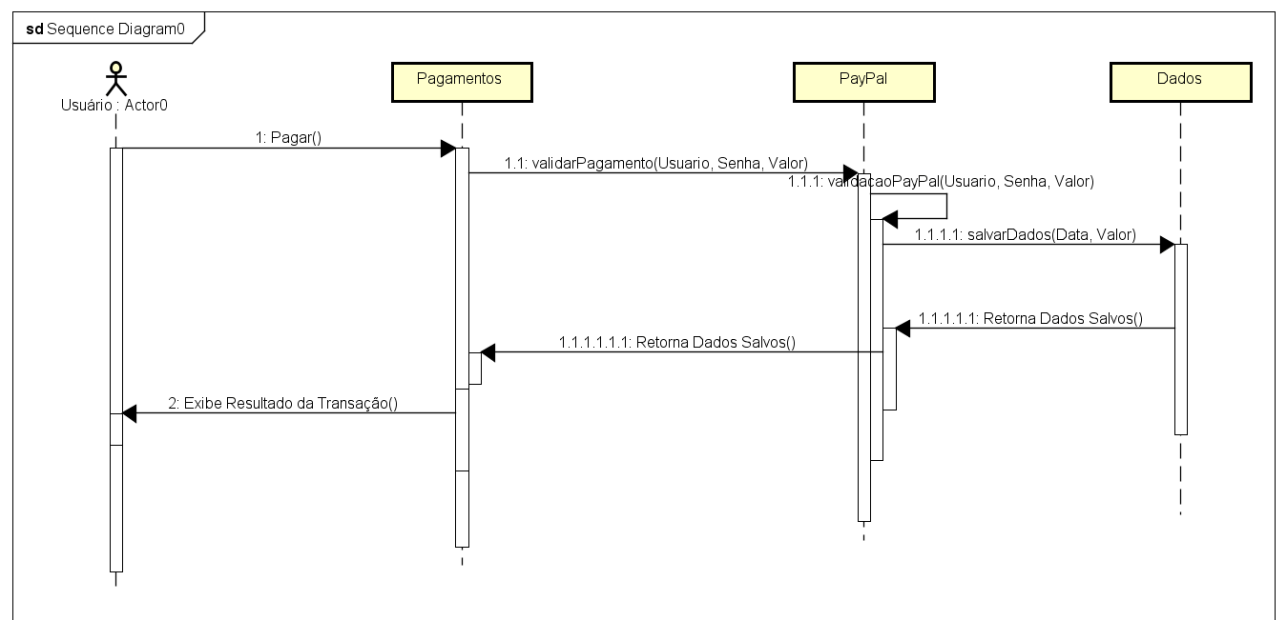 sd Sequence Diagram0
Usuário : Actor0
Pagamentos
PayPal
Dados
1: Pagar()
1.1: validarPagamento(Usuario, Senha, Valor)
1.1.1: validacaoPayPal(Usuario, Senha, Valor)
1.1.1.1: salvarDados(Data, Valor)
1.1.1.1.1: Retorna Dados Salvos()
1.1.1.1.1.1: Retorna Dados Salvos()
2: Exibe Resultado da Transação()